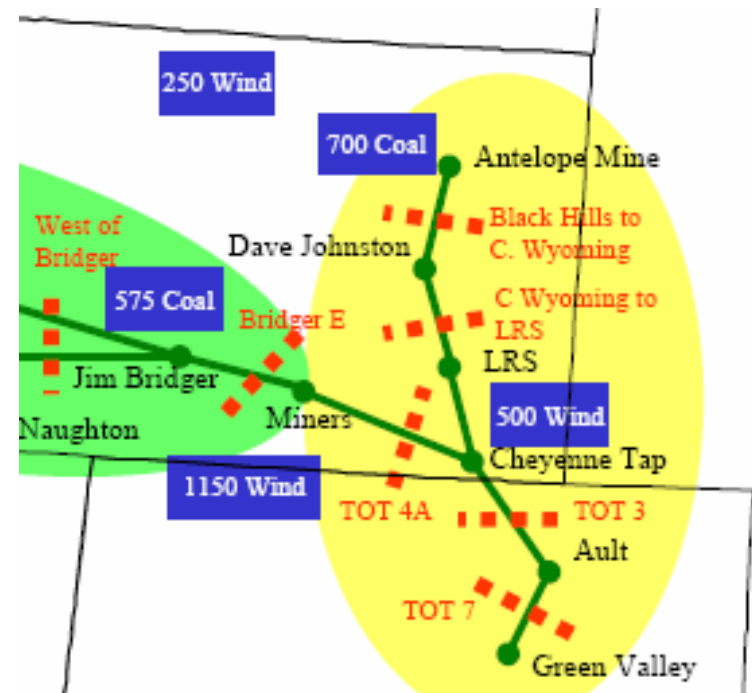 250 Wind
700 Coal
Antelope Mine
West of
Bridger
Black Hills to
C. Wyoming
Dave Johnston
575 Coal
Bridger E
C Wyoming to
LRS
LRS
Jim Bridger
Miners
500 Wind
Naughton
Cheyenne Tap
1150 Wind
TOT 4A
TOT 3
Ault
TOT 7
Green Valley